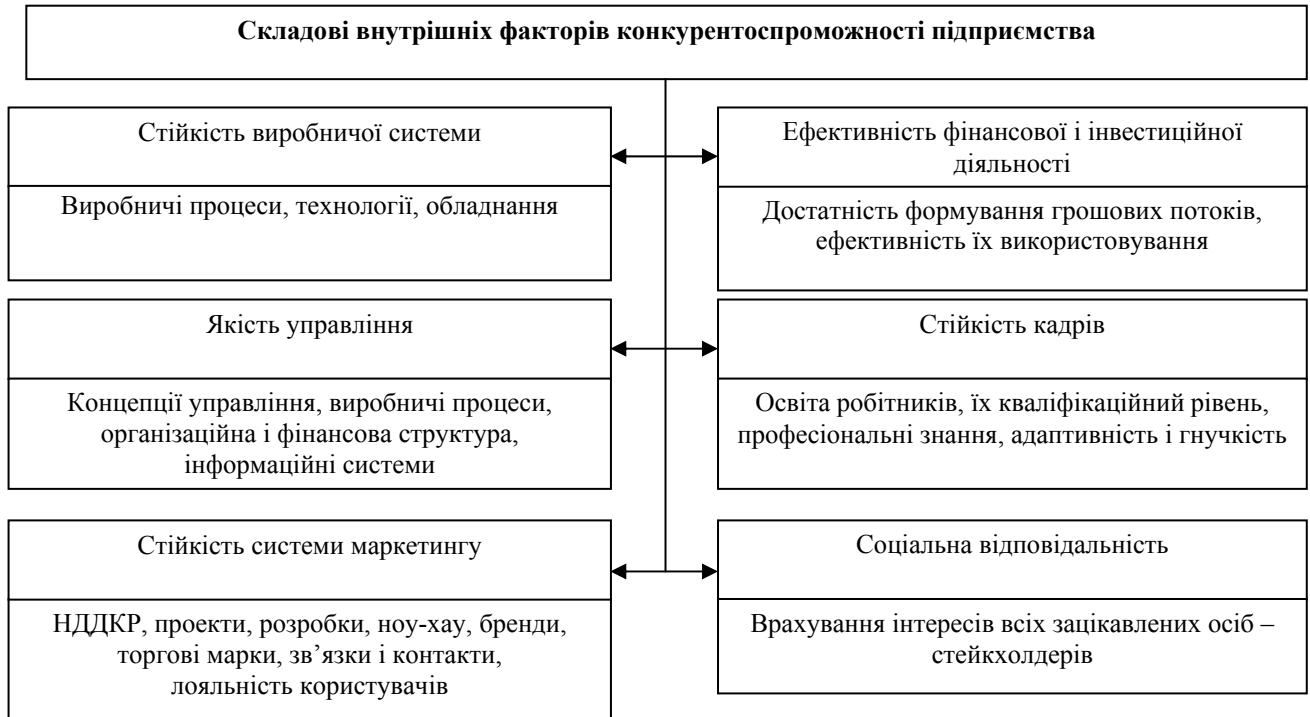 Складові внутрішніх факторів конкурентоспроможності підприємства
Стійкість виробничої системи
Виробничі процеси, технології, обладнання
Ефективність фінансової і інвестиційної
діяльності
Достатність формування грошових потоків,
ефективність їх використовування
Якість управління
Концепції управління, виробничі процеси,
організаційна і фінансова структура,
інформаційні системи
Стійкість кадрів
Освіта робітників, їх кваліфікаційний рівень,
професіональні знання, адаптивність і гнучкість
Стійкість системи маркетингу
НДДКР, проекти, розробки, ноу-хау, бренди,
торгові марки, зв’язки і контакти,
лояльність користувачів
Соціальна відповідальність
Врахування інтересів всіх зацікавлених осіб –
стейкхолдерів